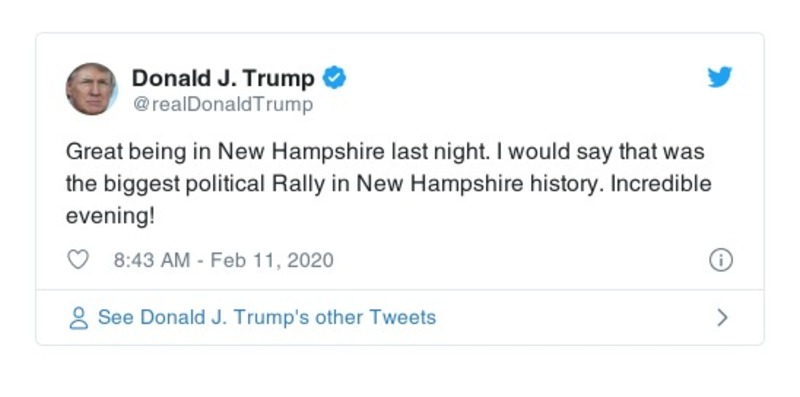 Donald J. Trump
@realDonaldTrump
Great being in New Hampshire last night. I would say that was
the biggest political Rally in New Hampshire history. Incredible
evening!
8:43 AM - Feb 11, 2020
See Donald J. Trump's other Tweets